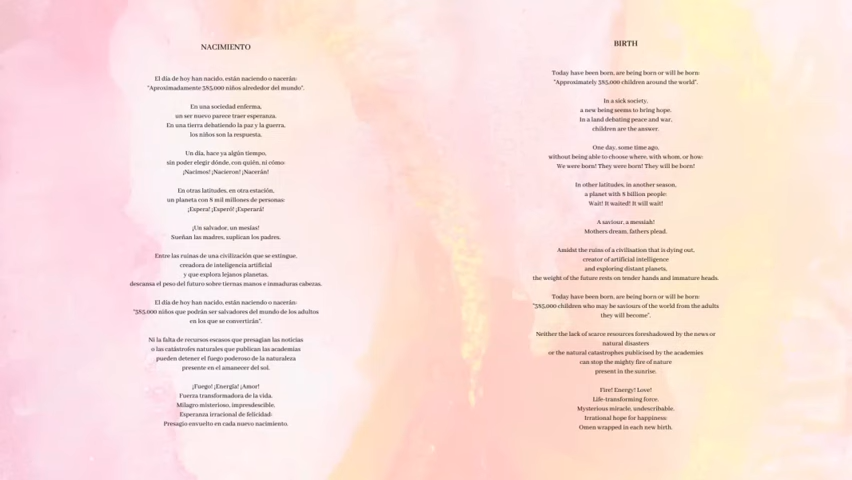 NACIMIENTO
El día de hoy han nacido, están naciendo o nacerán:
"Aproximadamente 385,000 niños alrededor del mundo".
En una sociedad enferma,
un ser nuevo parece traer esperanza.
En una tierra debatiendo la paz y la guerra,
los niños son la respuesta.
Un día, hace ya algún tiempo,
sin poder elegir dónde, con quién, ni cómo:
¡Nacimos! ¡Nacieron! ¡Nacerán!
En otras latitudes, en otra estación,
un planeta con 8 mil millones de personas:
¡Espera! ¡Esperó! ¡Esperará!
¡Un salvador, un mesías!
Sueñan las madres, suplican los padres.
Entre las ruinas de una civilización que se extingue,
creadora de inteligencia artificial
y que explora lejanos planetas,
descansa el peso del futuro sobre tiernas manos e inmaduras cabezas.
El día de hoy han nacido, están naciendo o nacerán:
"385,000 niños que podrán ser salvadores del mundo de los adultos
en los que se convertirán".
Ni la falta de recursos escasos que presagian las noticias
o las catástrofes naturales que publican las academias
pueden detener el fuego poderoso de la naturaleza
presente en el amanecer del sol.
¡Fuego! ¡Energía! ¡Amor!
Fuerza transformadora de la vida.
Milagro misterioso, imprendescible.
Esperanza irracional de felicidad:
Presagio envuelto en cada nuevo nacimiento.
BIRTH
Today have been born, are being born or will be born:
"Approximately 385,000 children around the world".
In a sick society,
a new being seems to bring hope.
In a land debating peace and war,
children are the answer.
One day, some time ago,
without being able to choose where, with whom, or how:
We were born! They were born! They will be born!
In other latitudes, in another season,
a planet with 8 billion people:
Wait! It waited! It will wait!
A saviour, a messiah!
Mothers dream, fathers plead.
Amidst the ruins of a civilisation that is dying out,
creator of artificial intelligence
and exploring distant planets,
the weight of the future rests on tender hands and immature heads.
Today have been born, are being born or will be born:
"385,000 children who may be saviours of the world from the adults
they will become".
Neither the lack of scarce resources foreshadowed by the news or
natural disasters
or the natural catastrophes publicised by the academies
can stop the mighty fire of nature
present in the sunrise.
Fire! Energy! Love!
Life-transforming force.
Mysterious miracle, undescribable.
Irrational hope for happiness:
Omen wrapped in each new birth.